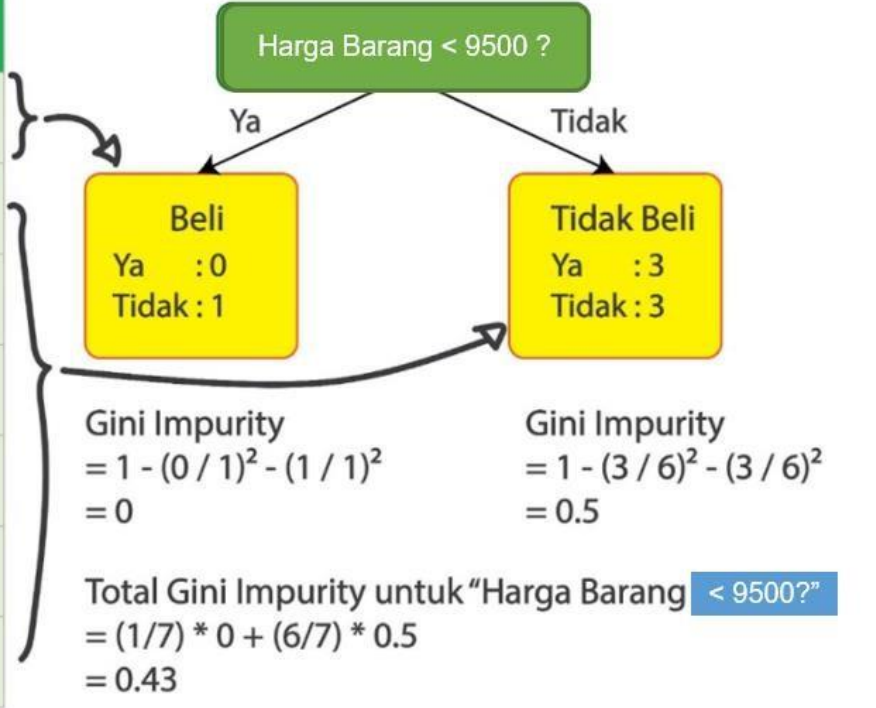 Harga Barang < 9500 ?
Ya
Tidak
Beli
Ya : 0
Tidak : 1
Tidak Beli
Ya : 3
Tidak : 3
Gini Impurity
= 1 - (0 / 1)² - (1 / 1)²
= 0
Gini Impurity
= 1 - (3 / 6)² - (3 / 6)²
= 0.5
Total Gini Impurity untuk “Harga Barang < 9500?”
= (1/7) * 0 + (6/7) * 0.5
= 0.43